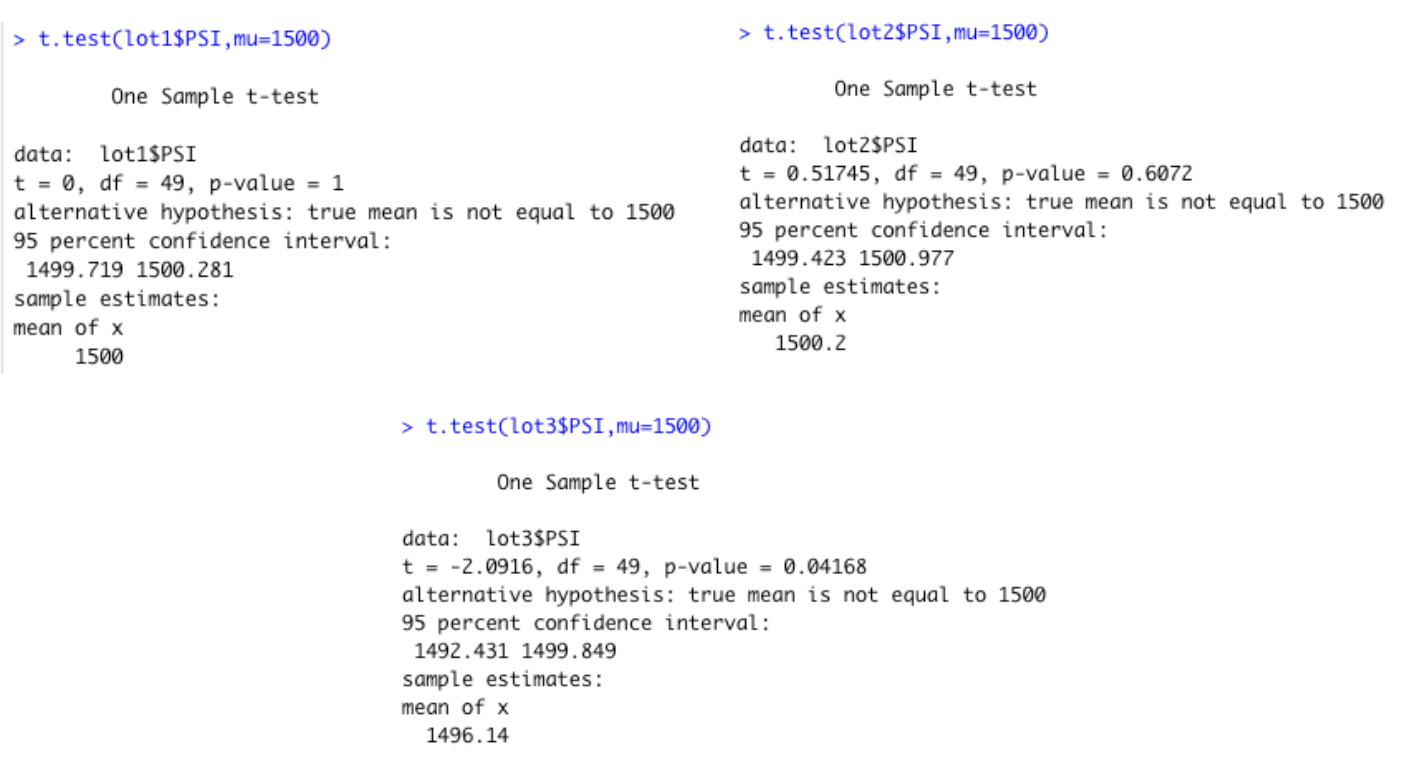 > t.test(lot1$PSI,mu=1500)
One Sample t-test
data:  lot1$PSI
t = 0, df = 49, p-value = 1
alternative hypothesis: true mean is not equal to 1500
95 percent confidence interval:
1499.719 1500.281
sample estimates:
mean of x
1500
> t.test(lot2$PSI,mu=1500)
One Sample t-test
data:  lot2$PSI
t = 0.51745, df = 49, p-value = 0.6072
alternative hypothesis: true mean is not equal to 1500
95 percent confidence interval:
1499.423 1500.977
sample estimates:
mean of x
1500.2
> t.test(lot3$PSI,mu=1500)
One Sample t-test
data:  lot3$PSI
t = -2.0916, df = 49, p-value = 0.04168
alternative hypothesis: true mean is not equal to 1500
95 percent confidence interval:
1492.431 1499.849
sample estimates:
mean of x
1496.14